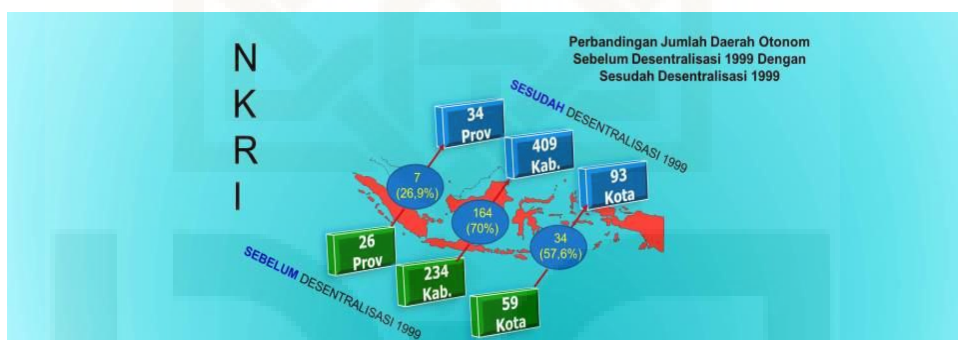 N
K
R
I
Perbandingan Jumlah Daerah Otonom
Sebelum Desentralisasi 1999 Dengan
Sesudah Desentralisasi 1999
SESUDAH DESENTRALISASI 1999
34
Prov
409
Kab.
93
Kota
7
(26,9%)
164
(70%)
34
(57,6%)
26
Prov
234
Kab.
59
Kota
SEBELUM DESENTRALISASI 1999